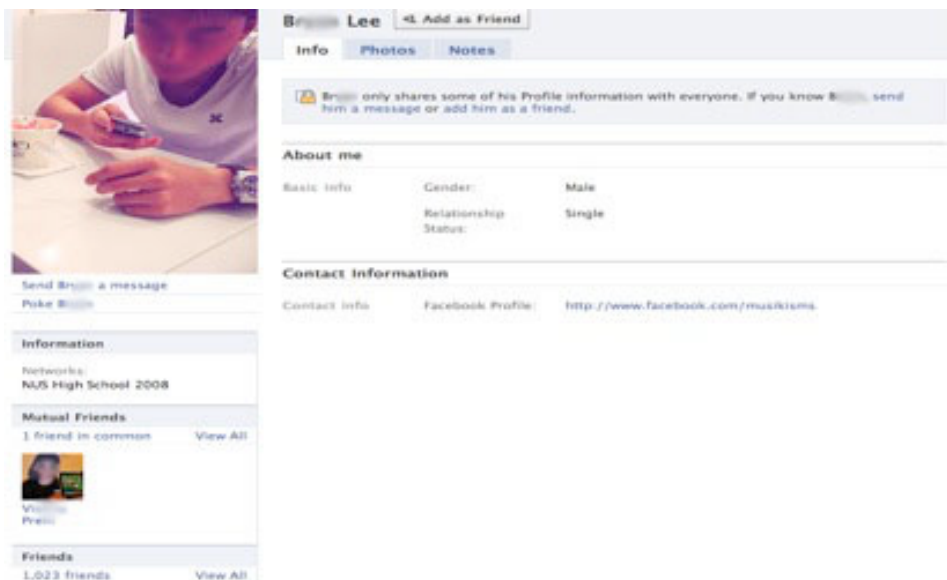 Lee
Add as Friend
Info Photos Notes
only shares some of his Profile information with everyone. If you know send
him a message or add him as a friend.
About me
Basic Info Gender: Male
Relationship Status: Single
Contact Information
Contact Info Facebook Profile: http://www.facebook.com/musikisms
Send a message
Poke
Information
Networks:
NUS High School 2008
Mutual Friends
1 friend in common View All
Friends
1,023 friends View All